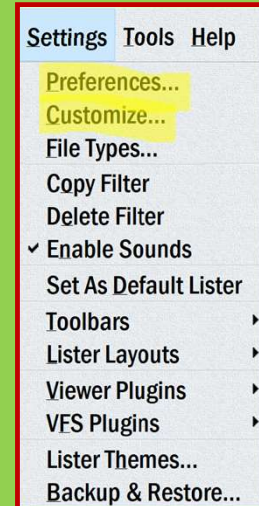 Settings Tools Help
Preferences...
Customize...
File Types...
Copy Filter
Delete Filter
Enable Sounds
Set As Default Lister
Toolbars
Lister Layouts
Viewer Plugins
VFS Plugins
Lister Themes...
Backup & Restore...